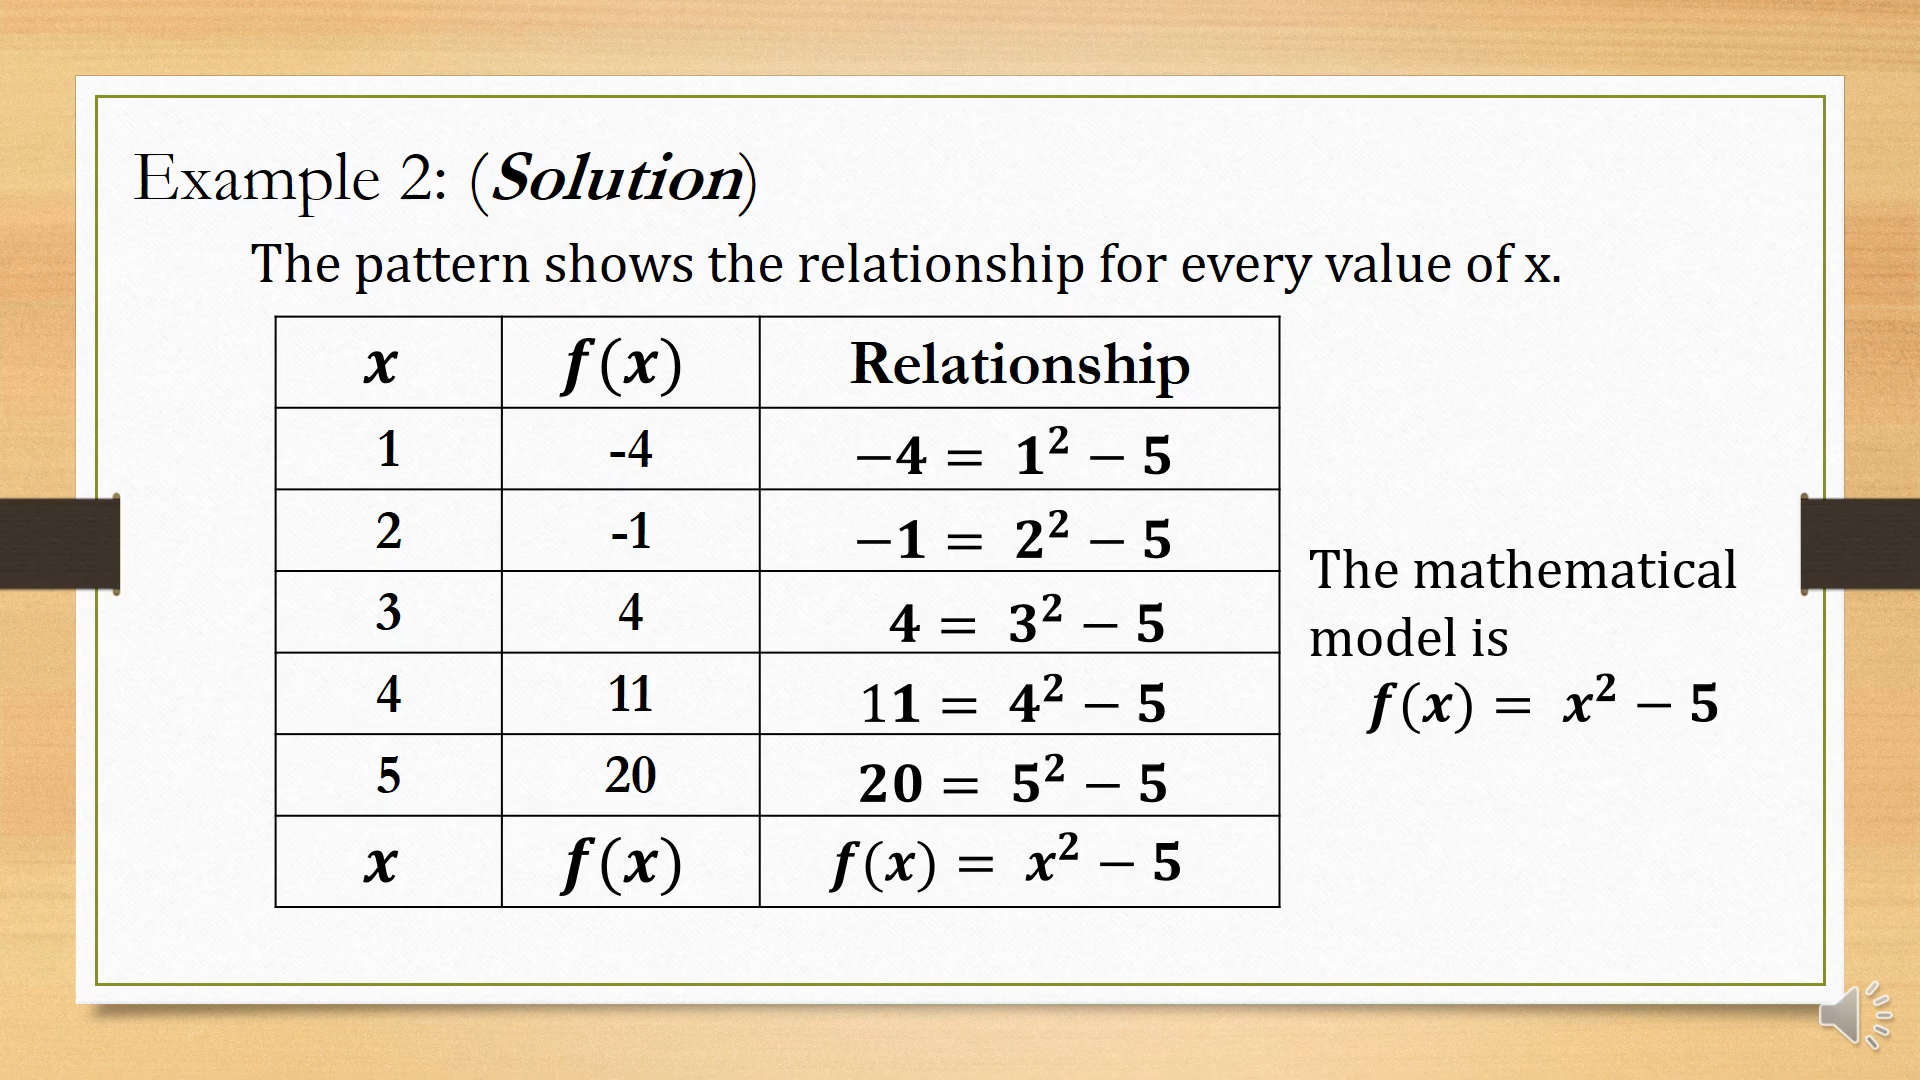 Example 2: (Solution)
The pattern shows the relationship for every value of x.
x f(x) Relationship
1 -4 −4 = 1² − 5
2 -1 −1 = 2² − 5
3 4 4 = 3² − 5
4 11 11 = 4² − 5
5 20 20 = 5² − 5
x f(x) f(x) = x² − 5
The mathematical
model is
f(x) = x² − 5